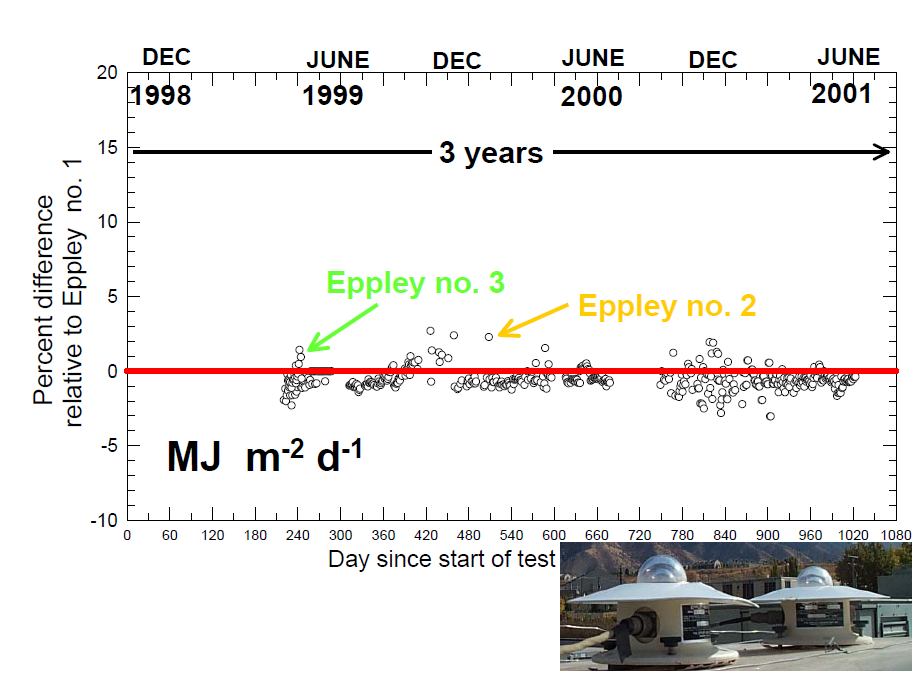 DEC JUNE DEC JUNE DEC JUNE
20
1998 1999 2000 2001
15
3 years
10
Percent difference
relative to Eppley no. 1
Eppley no. 3
5
Eppley no. 2
0
-5
MJ m-2 d-1
-10
0 60 120 180 240 300 360 420 480 540 600 660 720 780 840 900 960 1020 1080
Day since start of test